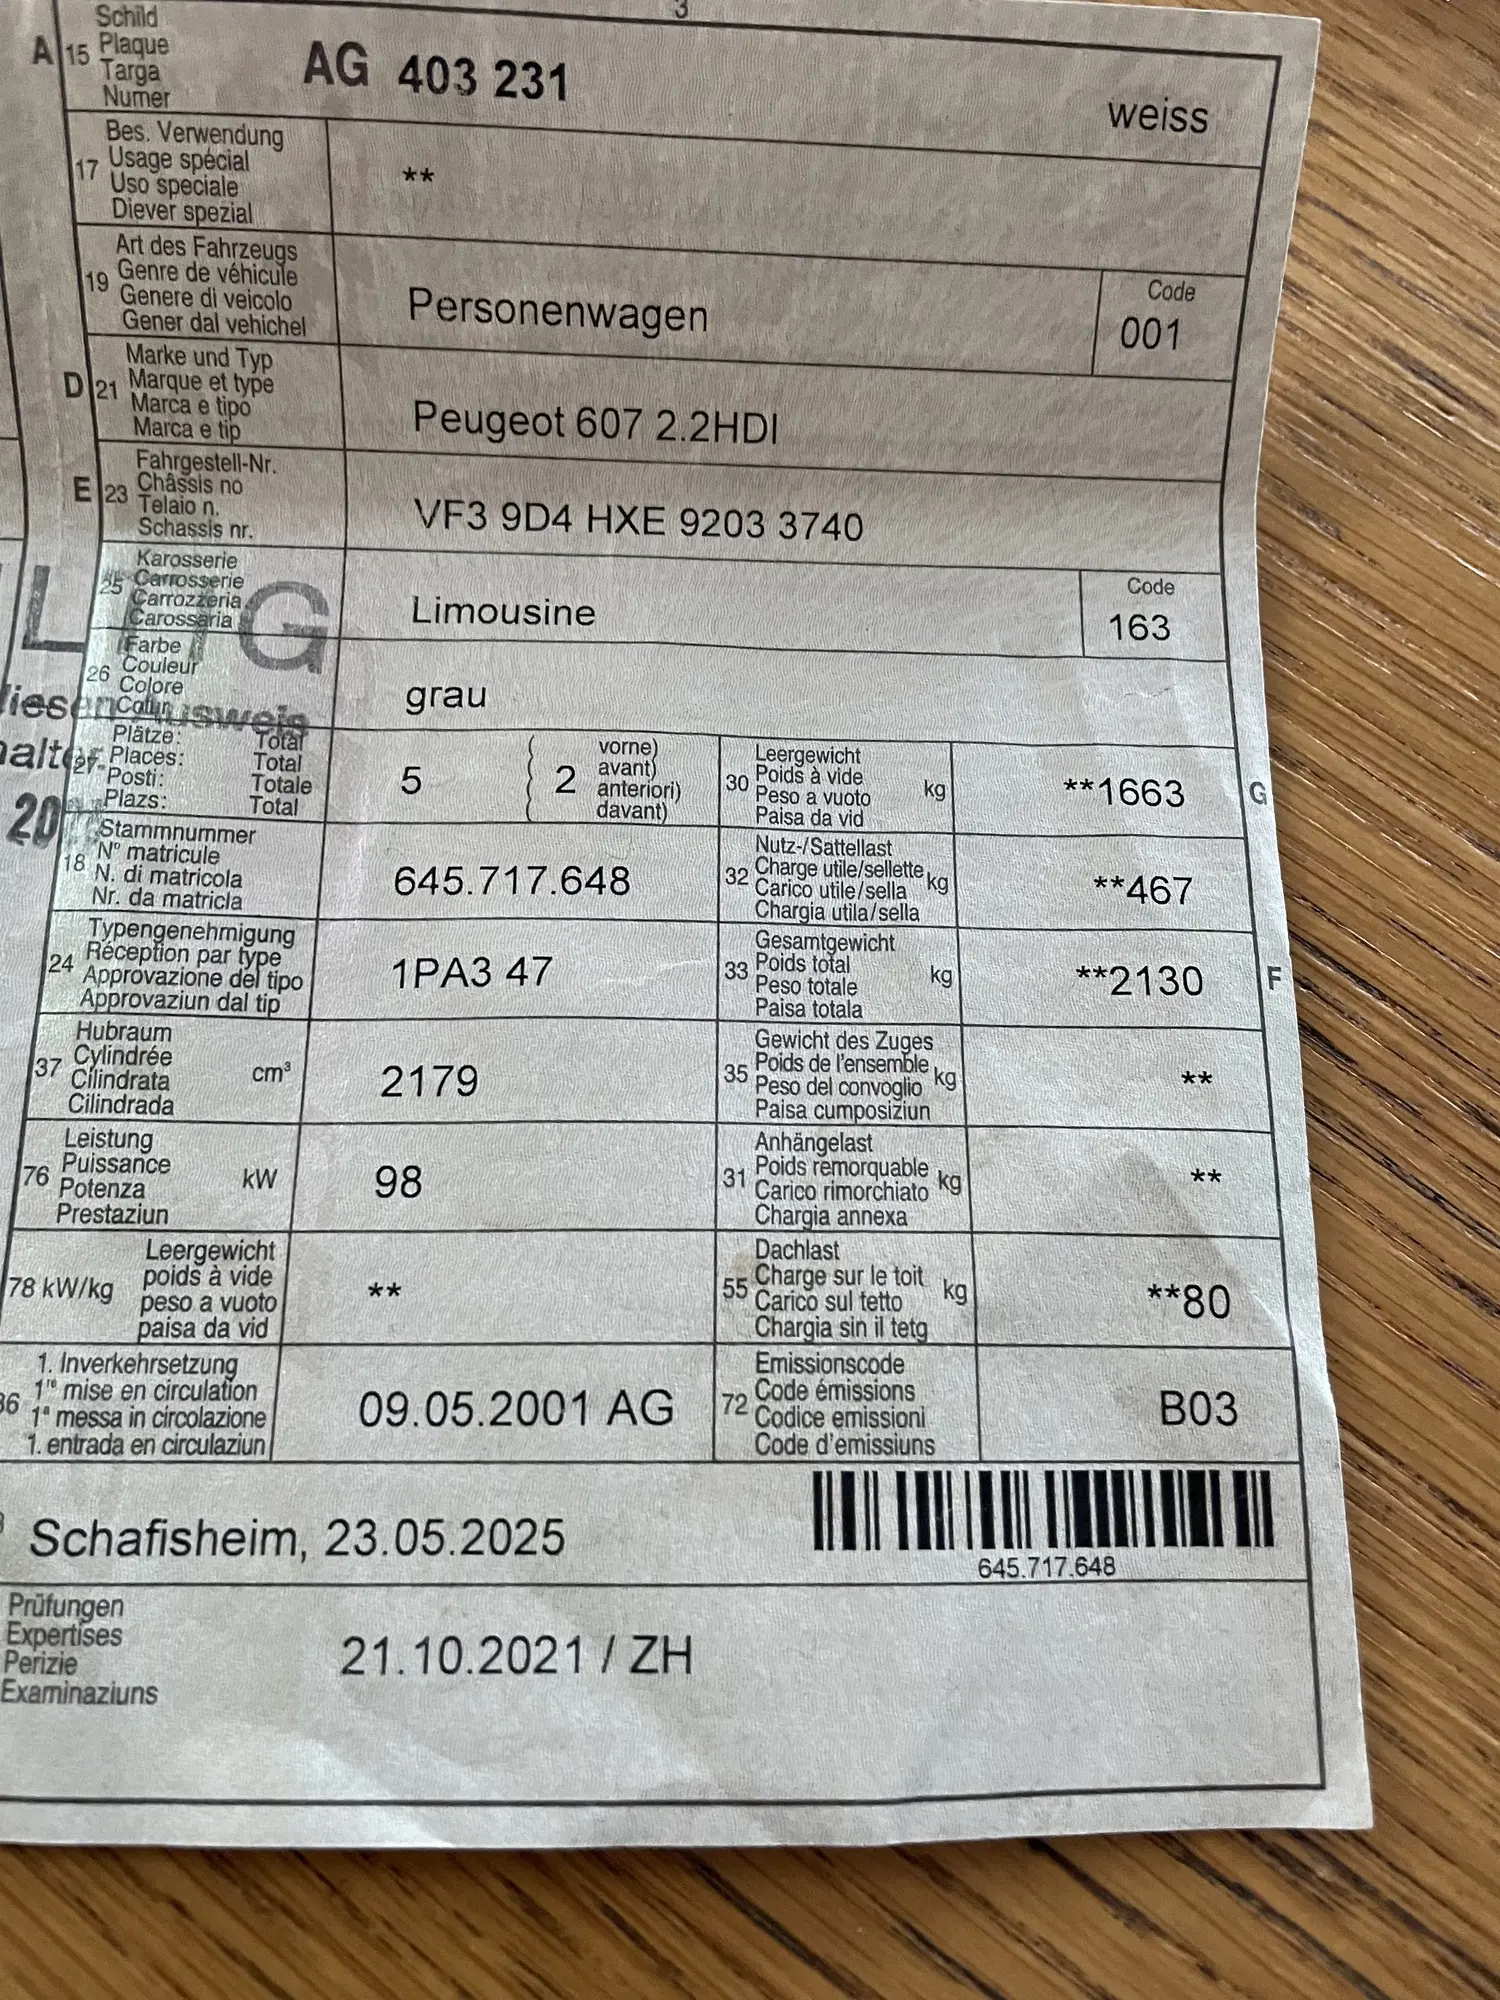 3
A 15 Schild
Plaque
Targa
Numer
AG 403 231
weiss
17 Bes. Verwendung
Usage spécial
Uso speciale
Diever spezial
**
19 Art des Fahrzeugs
Genre de véhicule
Genere di veicolo
Gener dal vehichel
Personenwagen
Code
001
D 21 Marke und Typ
Marque et type
Marca e tipo
Marca e tip
Peugeot 607 2.2HDI
E 23 Fahrgestell-Nr.
Châssis no
Telaio n.
Schassis nr.
VF3 9D4 HXE 9203 3740
25 Karosserie
Carrosserie
Carrozzeria
Carossaria
Limousine
Code
163
26 Farbe
Couleur
Colore
Colur
grau
Ausweis
20
27 Plätze: Total
Places: Total
Posti: Totale
Plazs: Total
5
2
vorne)
avant)
anteriori)
davant)
30 Leergewicht
Poids à vide
Peso a vuoto
Paisa da vid
kg
**1663
G
18 Stammnummer
N° matricule
N. di matricola
Nr. da matricla
645.717.648
32 Nutz-/Sattellast
Charge utile/sellette
Carico utile/sella
Chargia utila/sella
kg
**467
24 Typengenehmigung
Réception par type
Approvazione del tipo
Approvaziun dal tip
1PA3 47
33 Gesamtgewicht
Poids total
Peso totale
Paisa totala
kg
**2130
F
37 Hubraum
Cylindrée
Cilindrata
Cilindrada
cm³
2179
35 Gewicht des Zuges
Poids de l'ensemble
Peso del convoglio
Paisa cumposiziun
kg
**
76 Leistung
Puissance
Potenza
Prestaziun
kW
98
31 Anhängelast
Poids remorquable
Carico rimorchiato
Chargia annexa
kg
**
78 kW/kg
Leergewicht
poids à vide
peso a vuoto
paisa da vid
**
55 Dachlast
Charge sur le toit
Carico sul tetto
Chargia sin il tetg
kg
**80
36 1. Inverkehrsetzung
1re mise en circulation
1a messa in circolazione
1. entrada en circulaziun
09.05.2001 AG
72 Emissionscode
Code émissions
Codice emissioni
Code d'emissiuns
B03
Schafisheim, 23.05.2025
645.717.648
Prüfungen
Expertises
Perizie
Examinaziuns
21.10.2021 / ZH